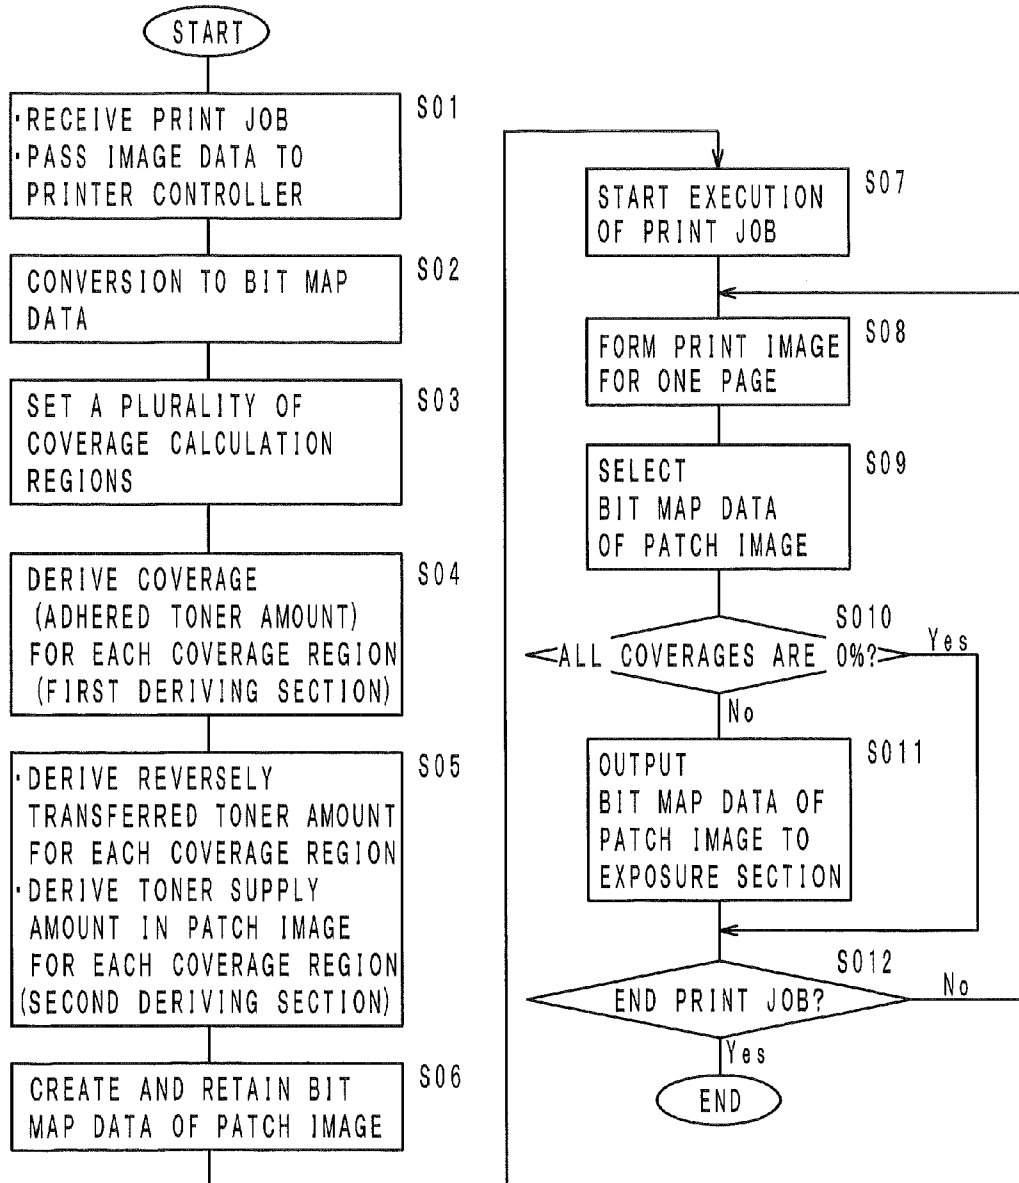 START
S01
·RECEIVE PRINT JOB
·PASS IMAGE DATA TO
PRINTER CONTROLLER
S02
CONVERSION TO BIT MAP
DATA
S03
SET A PLURALITY OF
COVERAGE CALCULATION
REGIONS
S04
DERIVE COVERAGE
(ADHERED TONER AMOUNT)
FOR EACH COVERAGE REGION
(FIRST DERIVING SECTION)
S05
·DERIVE REVERSELY
TRANSFERRED TONER AMOUNT
FOR EACH COVERAGE REGION
·DERIVE TONER SUPPLY
AMOUNT IN PATCH IMAGE
FOR EACH COVERAGE REGION
(SECOND DERIVING SECTION)
S06
CREATE AND RETAIN BIT
MAP DATA OF PATCH IMAGE
S07
START EXECUTION
OF PRINT JOB
S08
FORM PRINT IMAGE
FOR ONE PAGE
S09
SELECT
BIT MAP DATA
OF PATCH IMAGE
S010
ALL COVERAGES ARE 0%?
Yes
No
S011
OUTPUT
BIT MAP DATA OF
PATCH IMAGE TO
EXPOSURE SECTION
S012
END PRINT JOB?
No
Yes
END